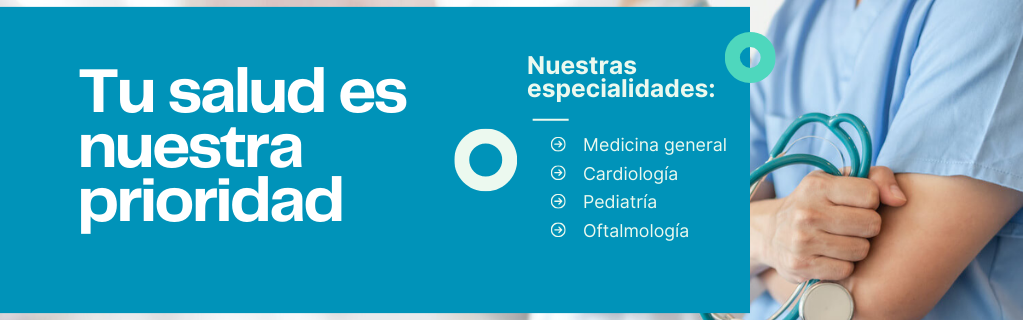 Tu salud es
nuestra
prioridad
Nuestras
especialidades:
Medicina general
Cardiología
Pediatría
Oftalmología